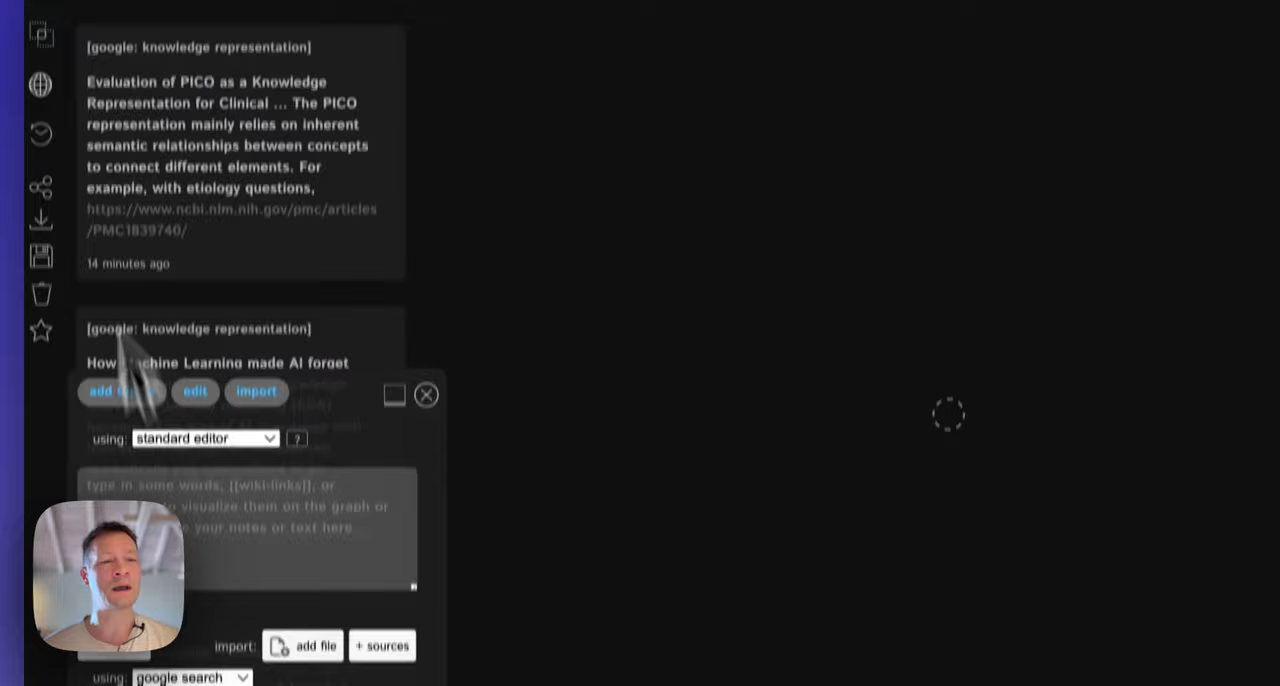 [google: knowledge representation]
Evaluation of PICO as a Knowledge
Representation for Clinical ... The PICO
representation mainly relies on inherent
semantic relationships between concepts
to connect different elements. For
example, with etiology questions,
https://www.ncbi.nlm.nih.gov/pmc/articles
/PMC1839740/
14 minutes ago
[google: knowledge representation]
How Machine Learning made AI forget
add
edit
import
using: standard editor
?
type in some words, [[wiki-links]], or
visualize them on the graph or
your notes or text here
import:
add file
+ sources
using: google search